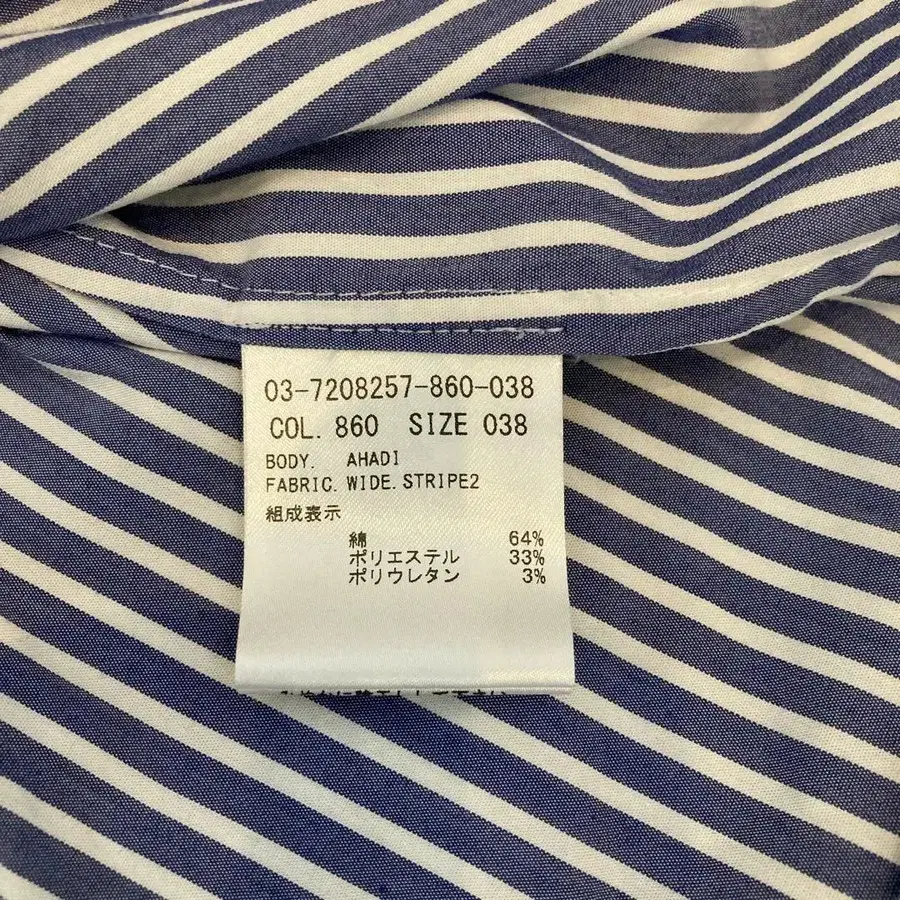 03-7208257-860-038
COL. 860 SIZE 038
BODY. AHADI
FABRIC. WIDE. STRIPE2
組成表示
綿 64%
ポリエステル 33%
ポリウレタン 3%